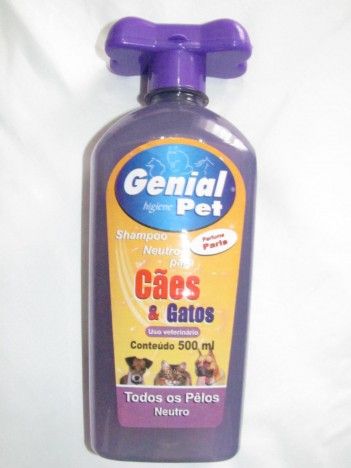 Genial
higiene Pet
Shampoo
Neutro
para
Perfume
Paris
Cães
& Gatos
Uso veterinário
Conteúdo 500 ml
Todos os Pêlos
Neutro